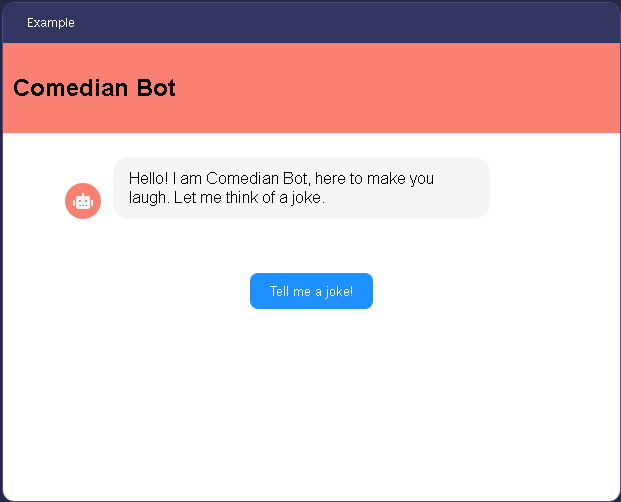 Example
Comedian Bot
Hello! I am Comedian Bot, here to make you
laugh. Let me think of a joke.
Tell me a joke!